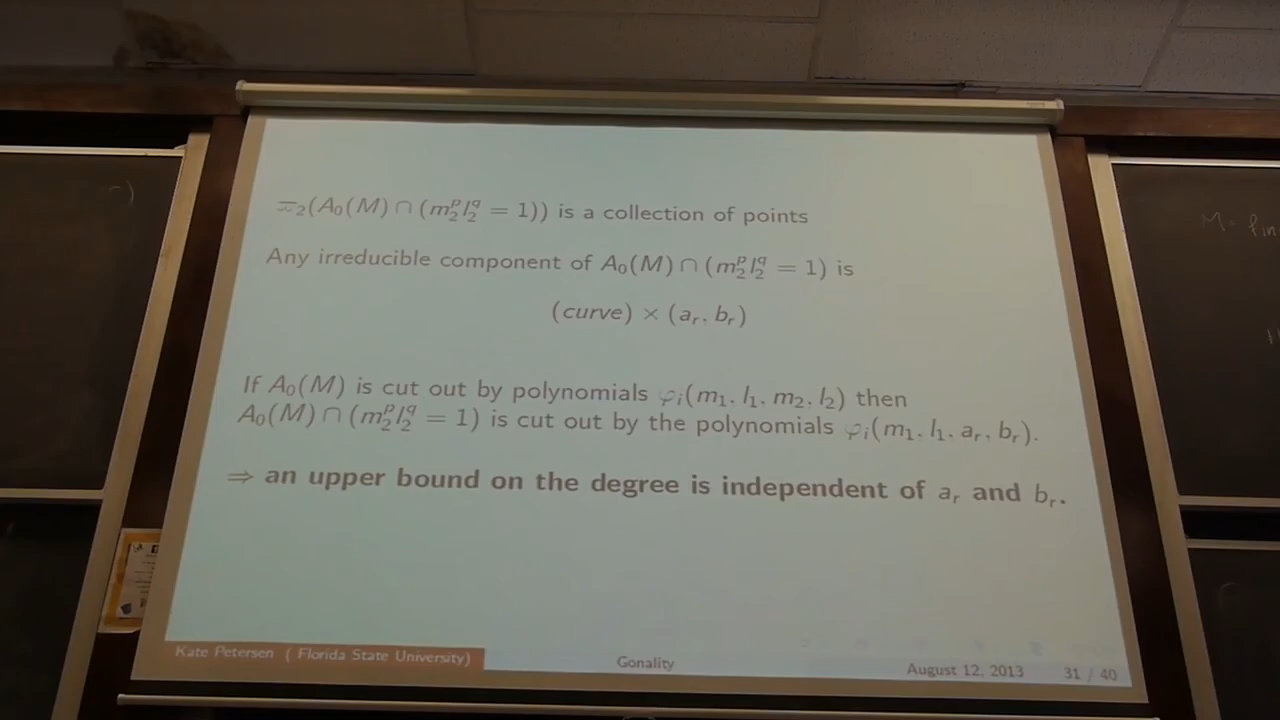 ϖ₂(A₀(M) ∩ (m₂ᵖl₂^q = 1)) is a collection of points
Any irreducible component of A₀(M) ∩ (m₂ᵖl₂^q = 1) is
(curve) × (aᵣ, bᵣ)
If A₀(M) is cut out by polynomials φᵢ(m₁, l₁, m₂, l₂) then
A₀(M) ∩ (m₂ᵖl₂^q = 1) is cut out by the polynomials φᵢ(m₁, l₁, aᵣ, bᵣ).
⇒ an upper bound on the degree is independent of aᵣ and bᵣ.
Kate Petersen ( Florida State University) Gonality August 12, 2013 31 / 40